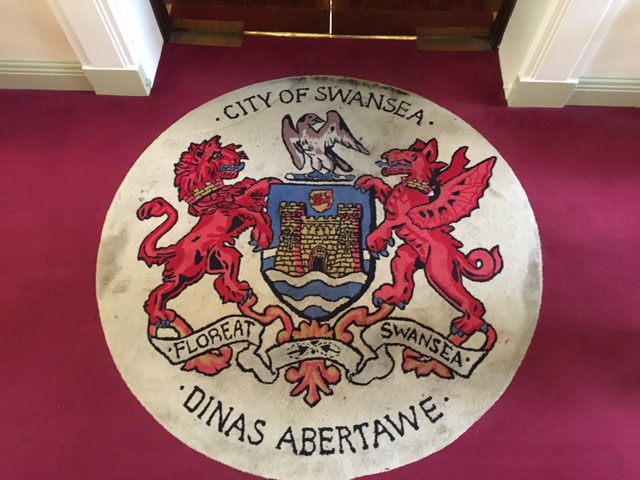 ·CITY OF SWANSEA·
·FLOREAT
SWANSEA·
·DINAS ABERTAWE·